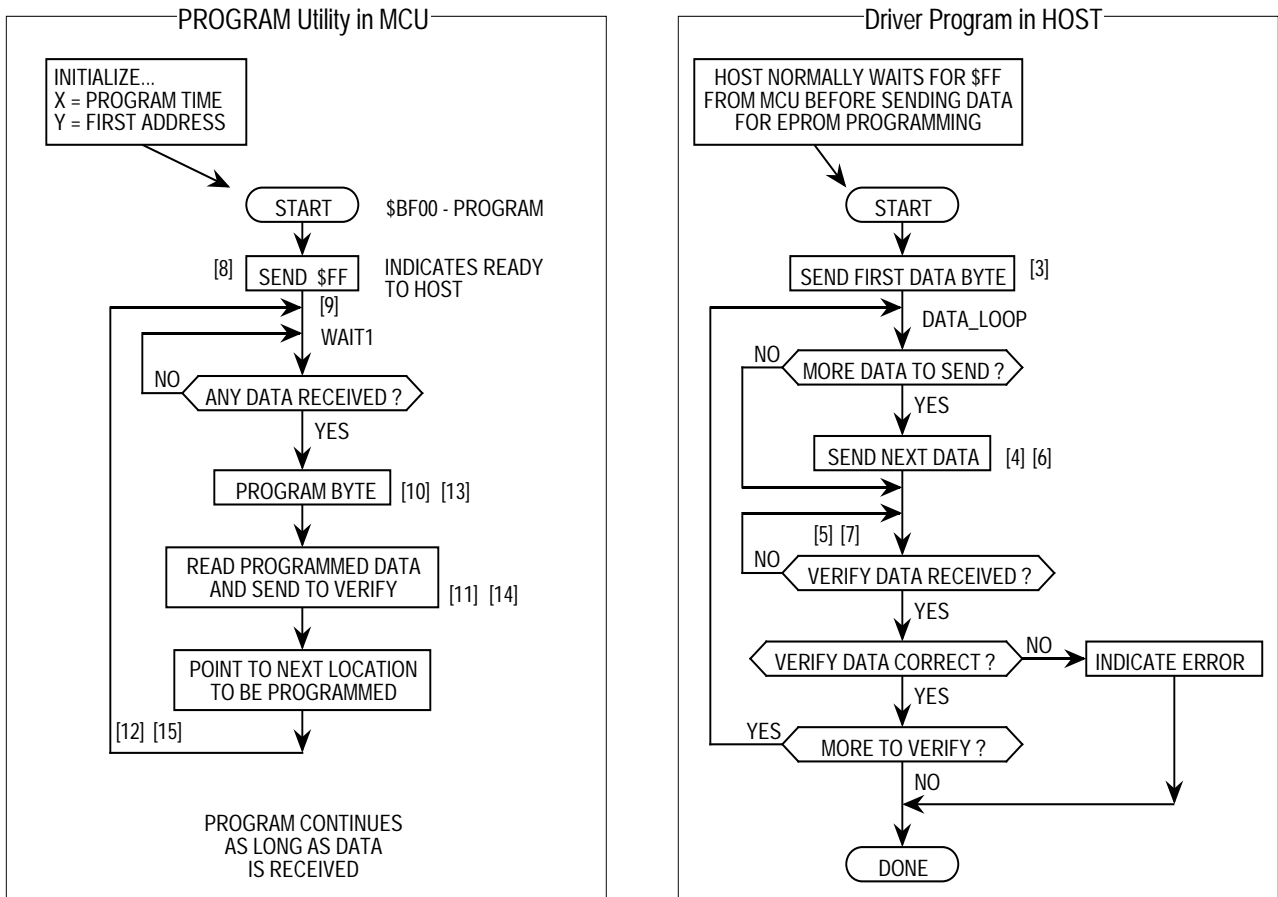 PROGRAM Utility in MCU
INITIALIZE...
X = PROGRAM TIME
Y = FIRST ADDRESS
START
$BF00 - PROGRAM
[8]
SEND $FF
INDICATES READY
TO HOST
[9]
WAIT1
NO
ANY DATA RECEIVED ?
YES
PROGRAM BYTE
[10] [13]
READ PROGRAMMED DATA
AND SEND TO VERIFY
[11] [14]
POINT TO NEXT LOCATION
TO BE PROGRAMMED
[12] [15]
PROGRAM CONTINUES
AS LONG AS DATA
IS RECEIVED
Driver Program in HOST
HOST NORMALLY WAITS FOR $FF
FROM MCU BEFORE SENDING DATA
FOR EPROM PROGRAMMING
START
SEND FIRST DATA BYTE
[3]
DATA_LOOP
NO
MORE DATA TO SEND ?
YES
SEND NEXT DATA
[4] [6]
[5] [7]
NO
VERIFY DATA RECEIVED ?
YES
VERIFY DATA CORRECT ?
NO
INDICATE ERROR
YES
YES
MORE TO VERIFY ?
NO
DONE